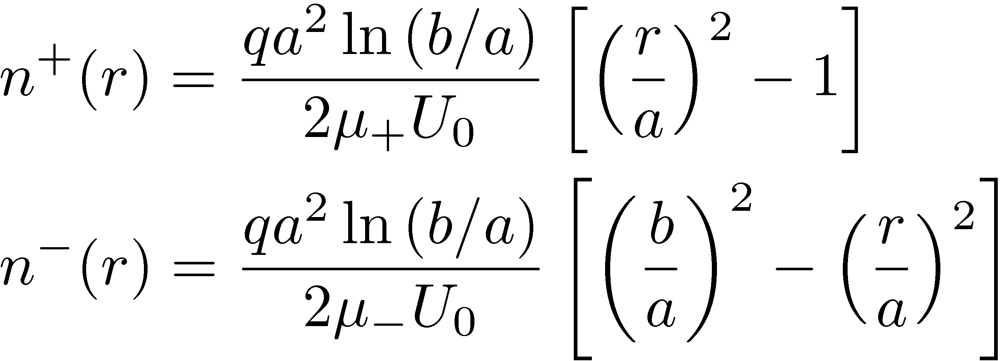 n^+(r) = \frac{qa^2 \ln(b/a)}{2\mu_+ U_0} \left[ \left( \frac{r}{a} \right)^2 - 1 \right]
n^-(r) = \frac{qa^2 \ln(b/a)}{2\mu_- U_0} \left[ \left( \frac{b}{a} \right)^2 - \left( \frac{r}{a} \right)^2 \right]